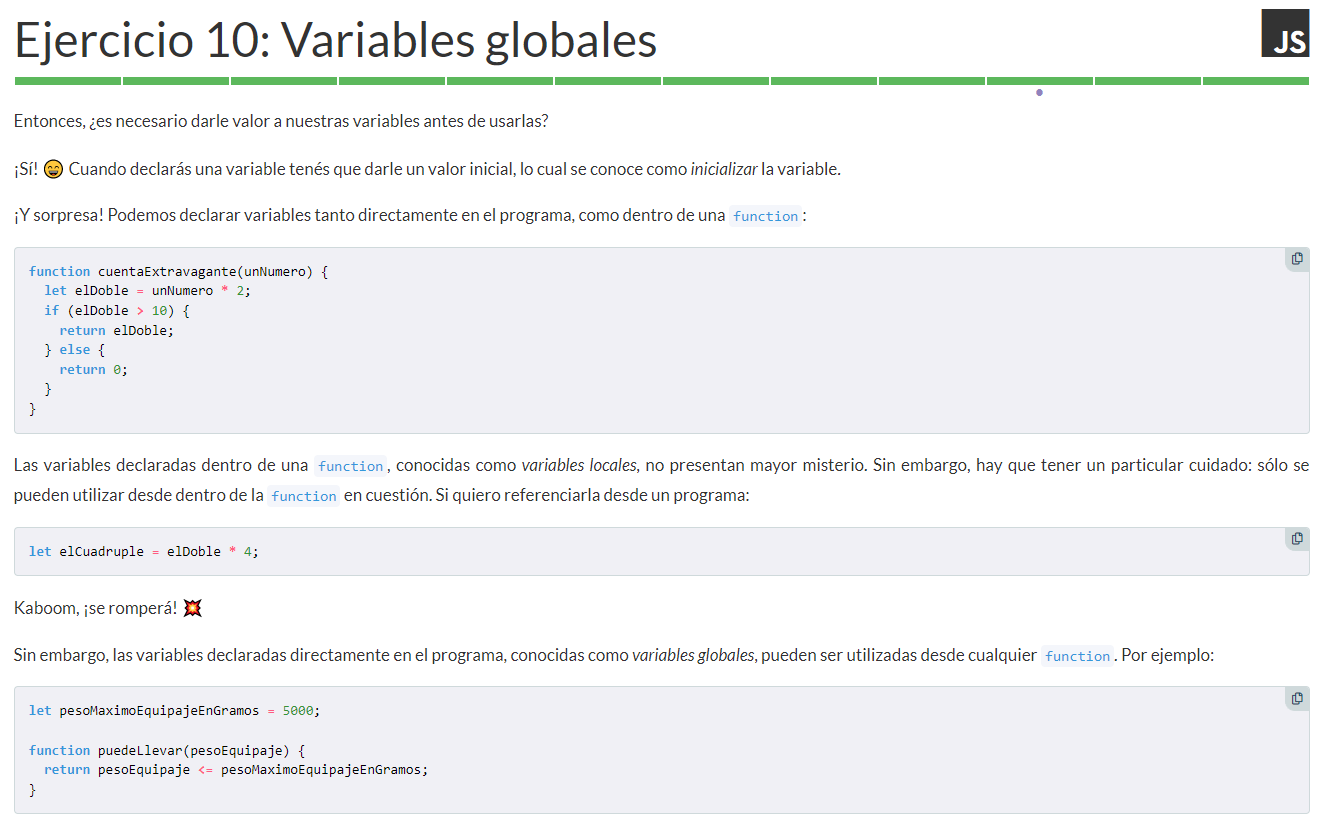 Ejercicio 10: Variables globales
JS
Entonces, ¿es necesario darle valor a nuestras variables antes de usarlas?
¡Sí! 😄 Cuando declarás una variable tenés que darle un valor inicial, lo cual se conoce como inicializar la variable.
¡Y sorpresa! Podemos declarar variables tanto directamente en el programa, como dentro de una function:
function cuentaExtravagante(unNumero) {
  let elDoble = unNumero * 2;
  if (elDoble > 10) {
    return elDoble;
  } else {
    return 0;
  }
}
Las variables declaradas dentro de una function, conocidas como variables locales, no presentan mayor misterio. Sin embargo, hay que tener un particular cuidado: sólo se
pueden utilizar desde dentro de la function en cuestión. Si quiero referenciarla desde un programa:
let elCuadruple = elDoble * 4;
Kaboom, ¡se romperá! 💥
Sin embargo, las variables declaradas directamente en el programa, conocidas como variables globales, pueden ser utilizadas desde cualquier function. Por ejemplo:
let pesoMaximoEquipajeEnGramos = 5000;
function puedeLlevar(pesoEquipaje) {
  return pesoEquipaje <= pesoMaximoEquipajeEnGramos;
}